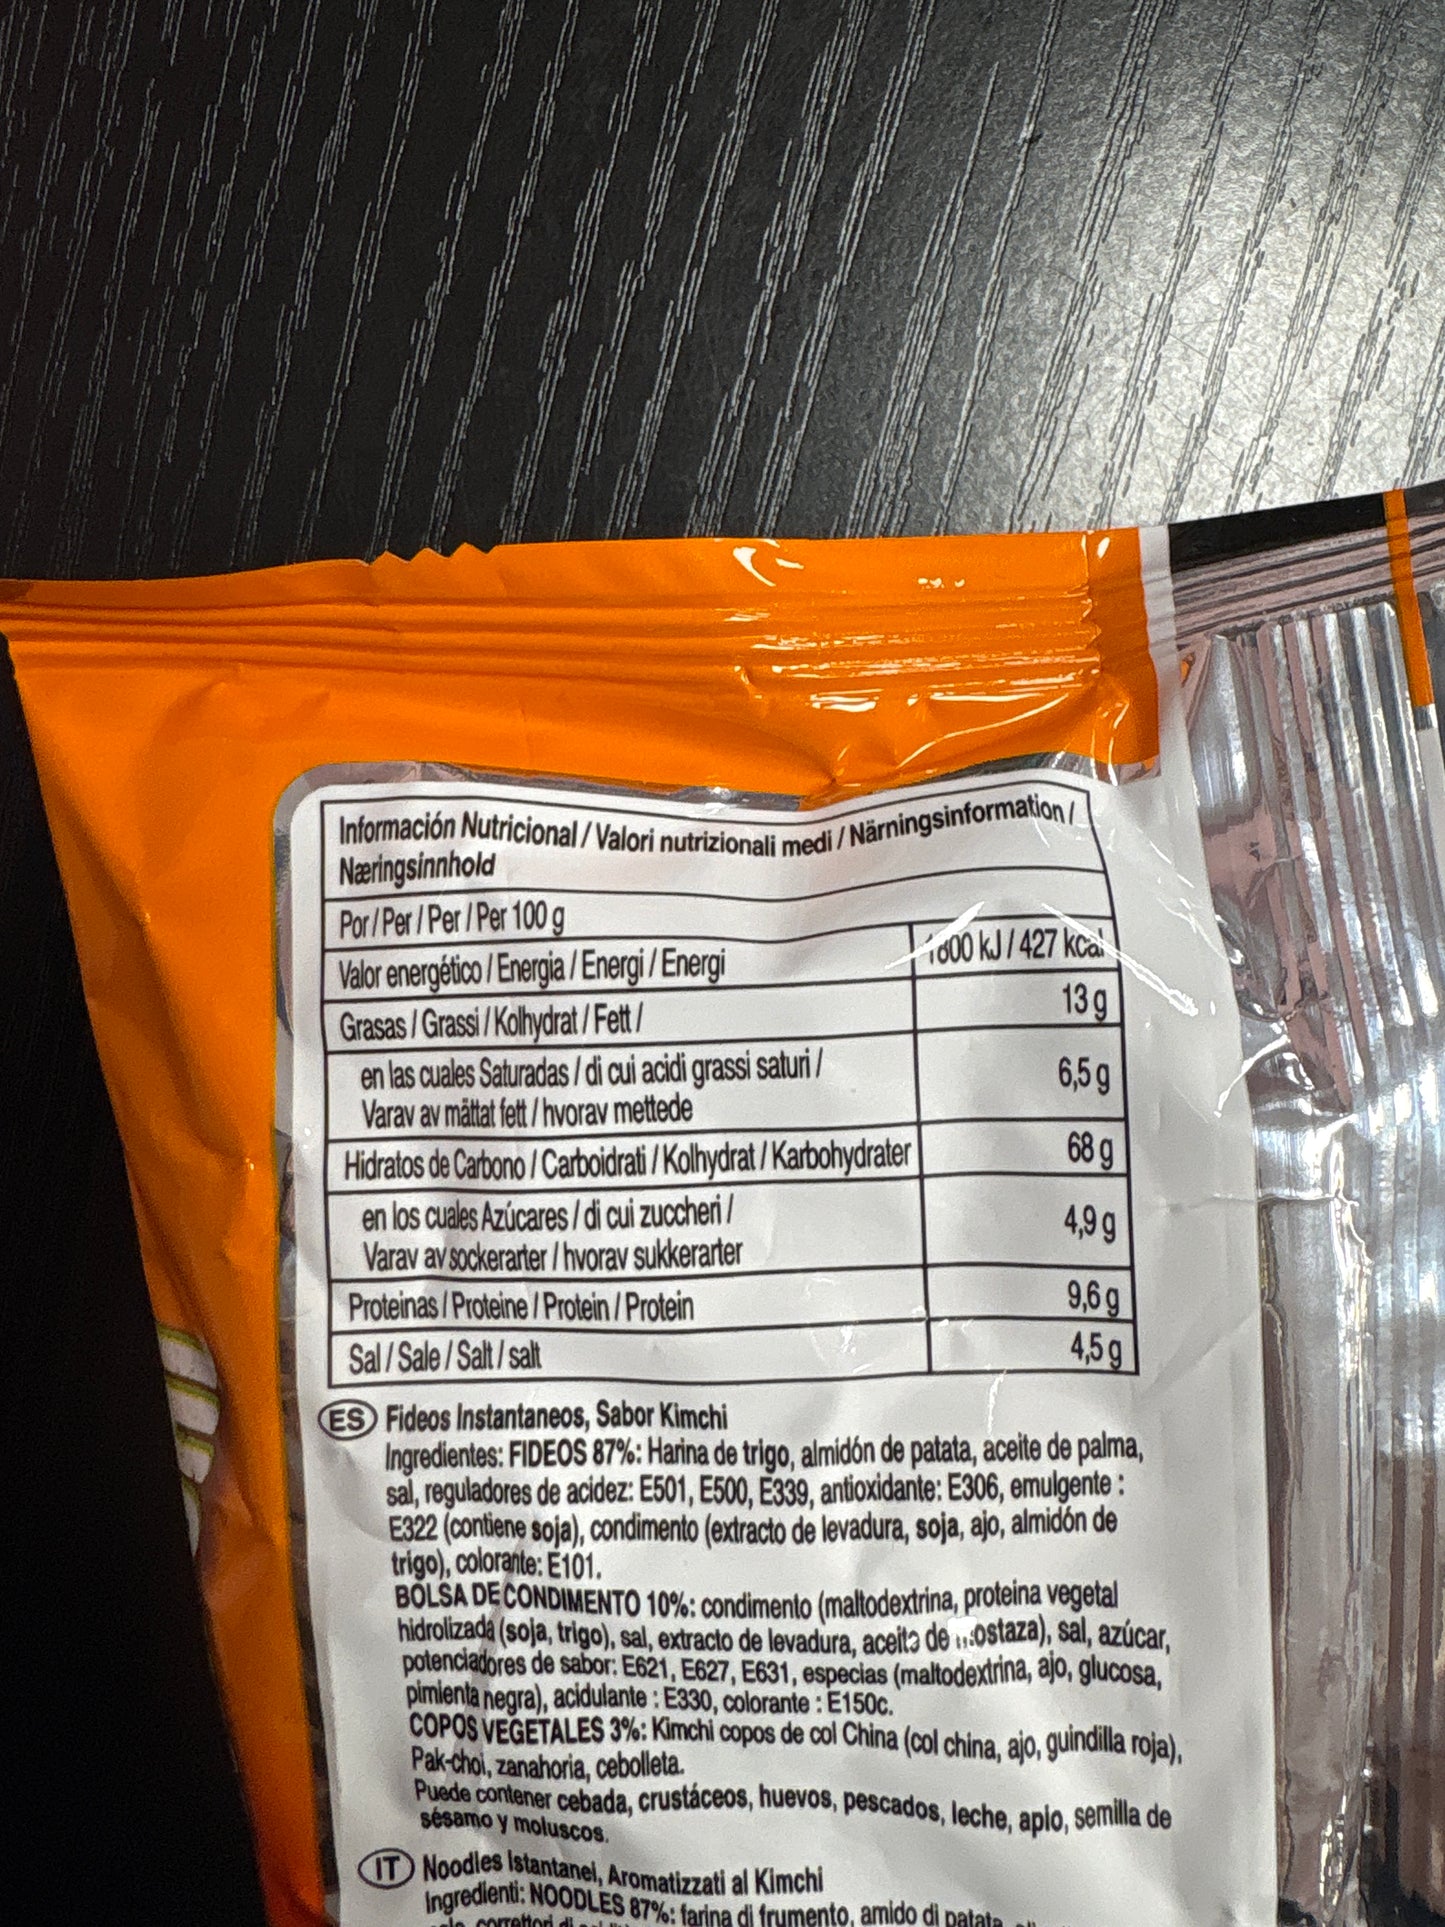 Información Nutricional / Valori nutrizionali medi / Närningsinformation /
Næringsinnhold
Por / Per / Per / Per 100 g
Valor energético / Energia / Energi / Energi 1800 kJ / 427 kcal
Grasas / Grassi / Kolhydrat / Fett / 13 g
en las cuales Saturadas / di cui acidi grassi saturi /
Varav av mättat fett / hvorav mettede 6,5 g
Hidratos de Carbono / Carboidrati / Kolhydrat / Karbohydrater 68 g
en los cuales Azúcares / di cui zuccheri /
Varav av sockerarter / hvorav sukkerarter 4,9 g
Proteinas / Proteine / Protein / Protein 9,6 g
Sal / Sale / Salt / salt 4,5 g
ES Fideos Instantaneos, Sabor Kimchi
Ingredientes: FIDEOS 87%: Harina de trigo, almidón de patata, aceite de palma,
sal, reguladores de acidez: E501, E500, E339, antioxidante: E306, emulgente :
E322 (contiene soja), condimento (extracto de levadura, soja, ajo, almidón de
trigo), colorante: E101.
BOLSA DE CONDIMENTO 10%: condimento (maltodextrina, proteina vegetal
hidrolizada (soja, trigo), sal, extracto de levadura, aceite de mostaza), sal, azúcar,
potenciadores de sabor: E621, E627, E631, especias (maltodextrina, ajo, glucosa,
pimienta negra), acidulante : E330, colorante : E150c.
COPOS VEGETALES 3%: Kimchi copos de col China (col china, ajo, guindilla roja),
Pak-choi, zanahoria, cebolleta.
Puede contener cebada, crustáceos, huevos, pescados, leche, apio, semilla de
sésamo y moluscos.
IT Noodles Istantanei, Aromatizzati al Kimchi
Ingredienti: NOODLES 87%: farina di frumento, amido di patata,
correttori di